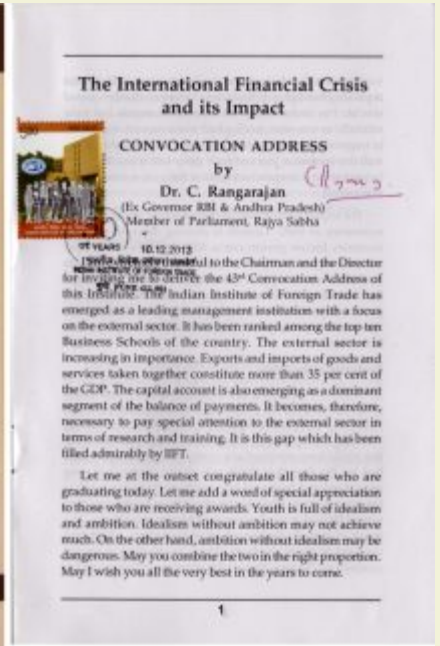 The International Financial Crisis
and its Impact
CONVOCATION ADDRESS
by
Dr. C. Rangarajan
(Ex Governor RBI & Andhra Pradesh)
Member of Parliament, Rajya Sabha
YEARS 10.12.2013
to the Chairman and the Director
for inviting me to deliver the 43rd Convocation Address of
this Institute. The Indian Institute of Foreign Trade has
emerged as a leading management institution with a focus
on the external sector. It has been ranked among the top ten
Business Schools of the country. The external sector is
increasing in importance. Exports and imports of goods and
services taken together constitute more than 35 per cent of
the GDP. The capital account is also emerging as a dominant
segment of the balance of payments. It becomes, therefore,
necessary to pay special attention to the external sector in
terms of research and training. It is this gap which has been
filled admirably by IIFT.
Let me at the outset congratulate all those who are
graduating today. Let me add a word of special appreciation
to those who are receiving awards. Youth is full of idealism
and ambition. Idealism without ambition may not achieve
much. On the other hand, ambition without idealism may be
dangerous. May you combine the two in the right proportion.
May I wish you all the very best in the years to come.
1